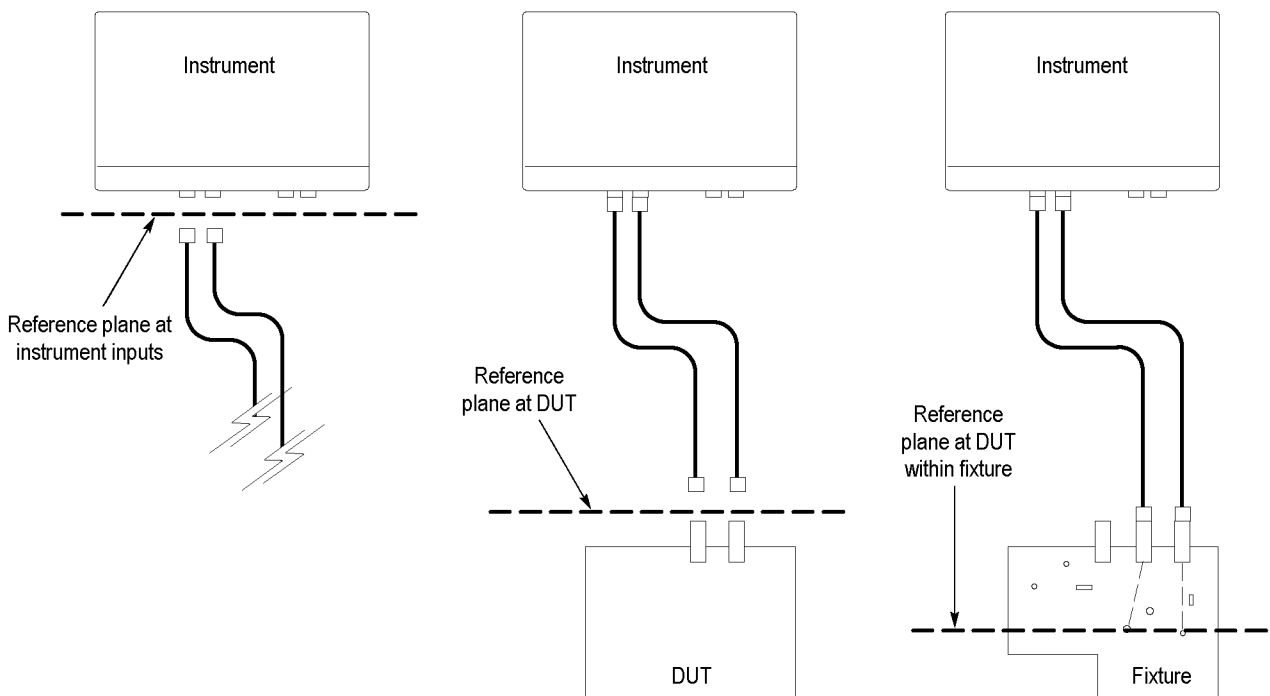 Instrument
Reference plane at
instrument inputs
Instrument
Reference
plane at DUT
DUT
Instrument
Reference
plane at DUT
within fixture
Fixture